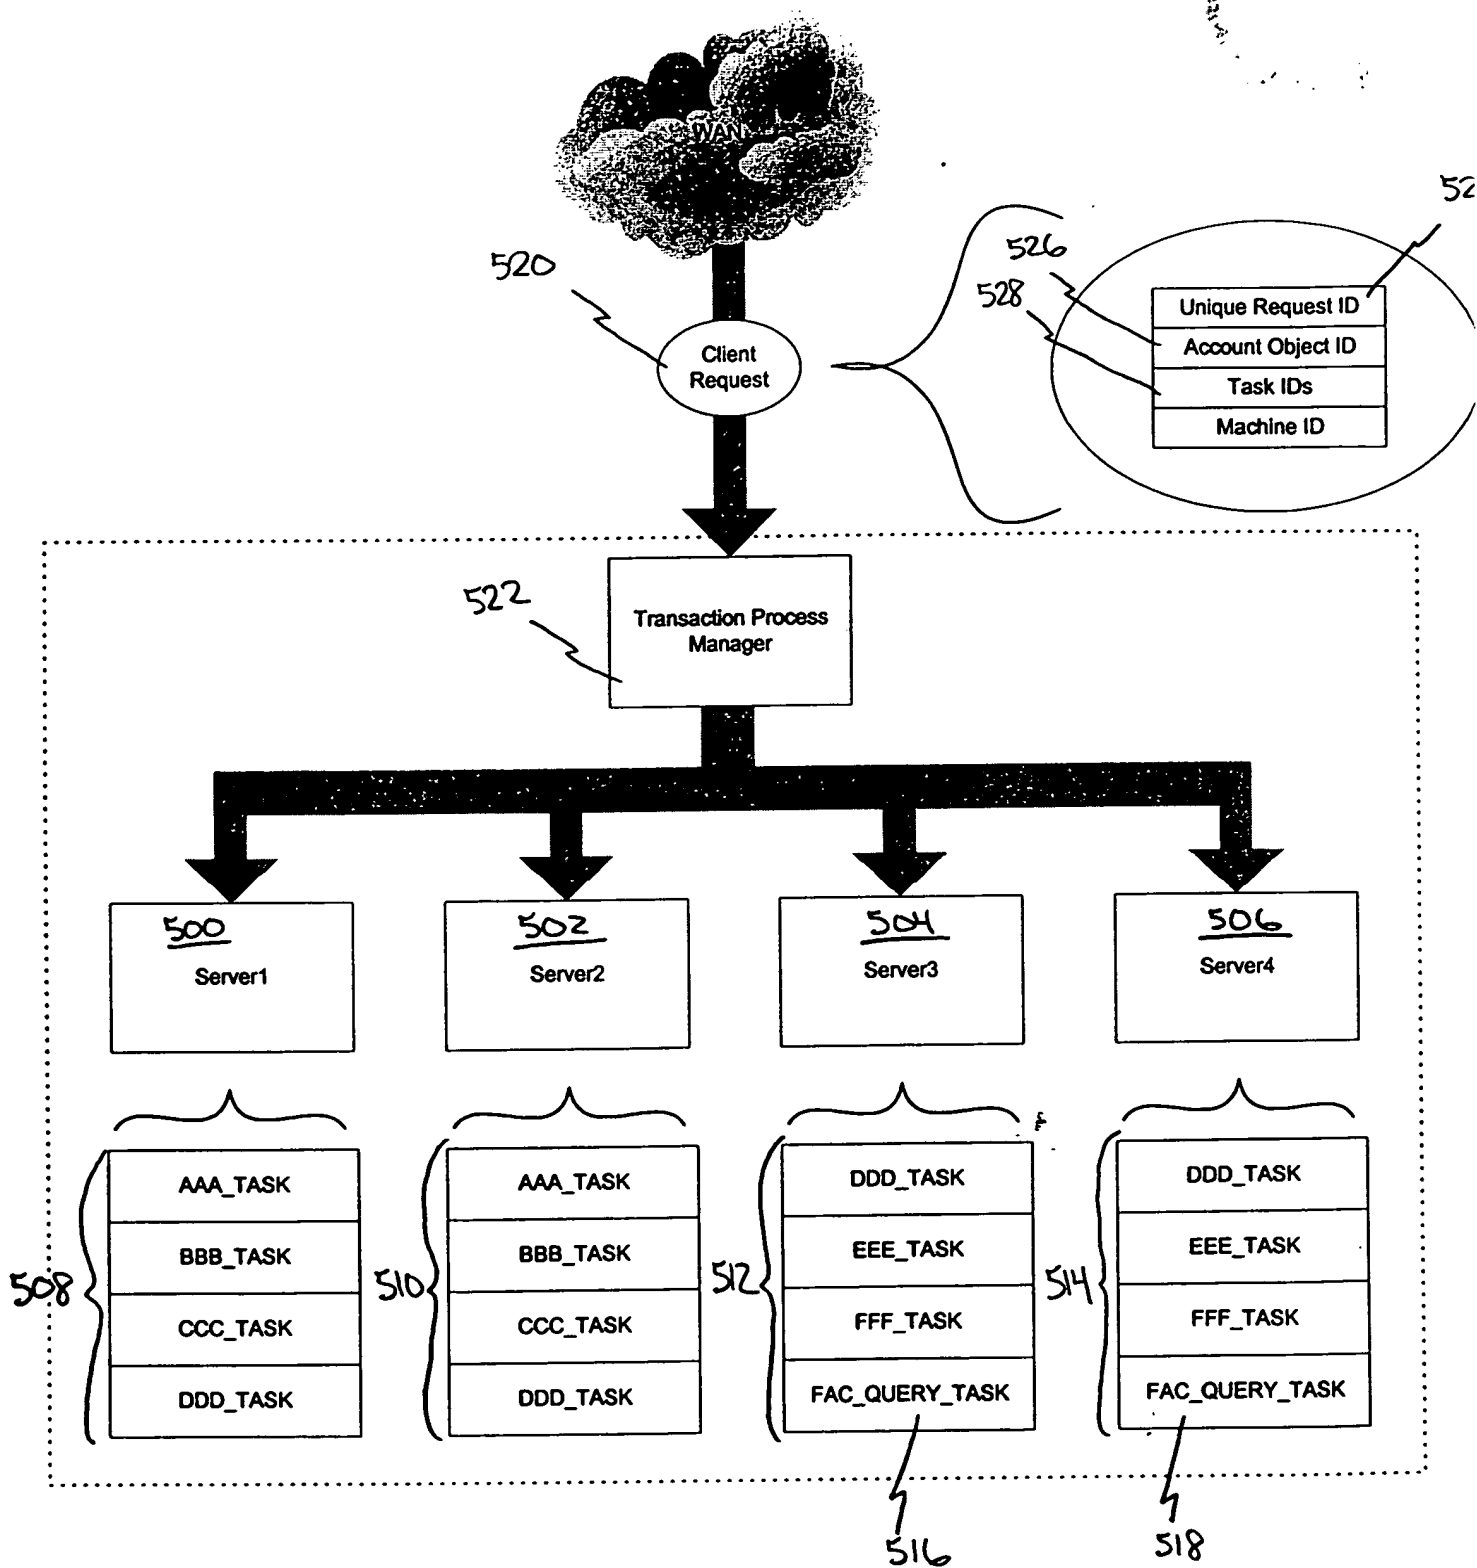 WAN
520
Client
Request
52
526
528
Unique Request ID
Account Object ID
Task IDs
Machine ID
522
Transaction Process
Manager
500
Server1
502
Server2
504
Server3
506
Server4
508
AAA_TASK
BBB_TASK
CCC_TASK
DDD_TASK
510
AAA_TASK
BBB_TASK
CCC_TASK
DDD_TASK
512
DDD_TASK
EEE_TASK
FFF_TASK
FAC_QUERY_TASK
514
DDD_TASK
EEE_TASK
FFF_TASK
FAC_QUERY_TASK
516
518